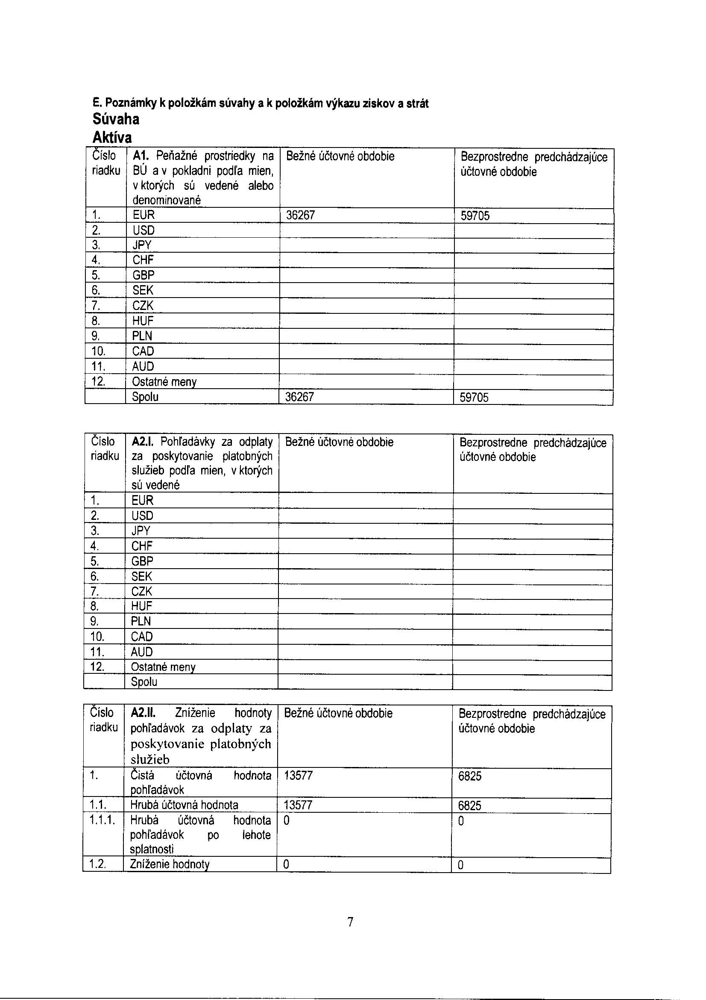 E. Poznámky k položkám súvahy a k položkám výkazu ziskov a strát
Súvaha
Aktíva
Číslo riadku A1. Peňažné prostriedky na BÚ a v pokladni podľa mien, v ktorých sú vedené alebo denominované Bežné účtovné obdobie Bezprostredne predchádzajúce účtovné obdobie
1. EUR 36267 59705
2. USD
3. JPY
4. CHF
5. GBP
6. SEK
7. CZK
8. HUF
9. PLN
10. CAD
11. AUD
12. Ostatné meny
Spolu 36267 59705
Číslo riadku A2.I. Pohľadávky za odplaty za poskytovanie platobných služieb podľa mien, v ktorých sú vedené Bežné účtovné obdobie Bezprostredne predchádzajúce účtovné obdobie
1. EUR
2. USD
3. JPY
4. CHF
5. GBP
6. SEK
7. CZK
8. HUF
9. PLN
10. CAD
11. AUD
12. Ostatné meny
Spolu
Číslo riadku A2.II. Zníženie hodnoty pohľadávok za odplaty za poskytovanie platobných služieb Bežné účtovné obdobie Bezprostredne predchádzajúce účtovné obdobie
1. Čistá účtovná hodnota pohľadávok 13577 6825
1.1. Hrubá účtovná hodnota 13577 6825
1.1.1. Hrubá účtovná hodnota pohľadávok po lehote splatnosti 0 0
1.2. Zníženie hodnoty 0 0
7